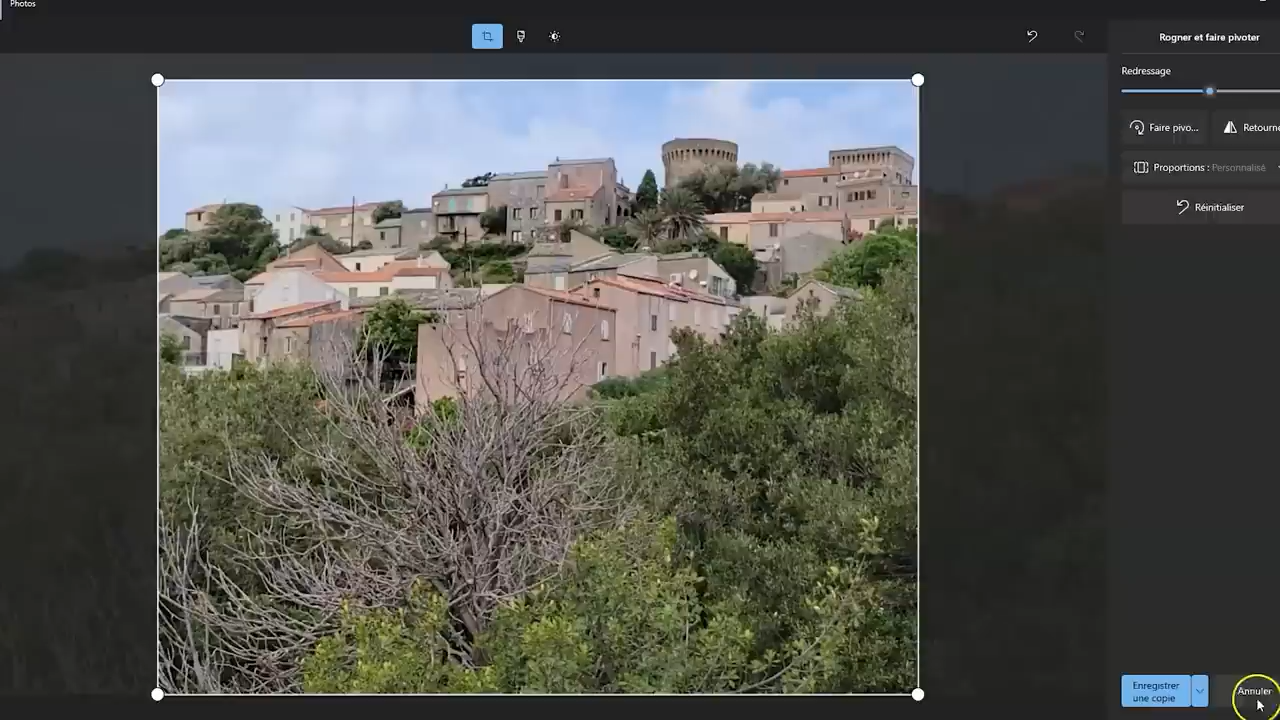 Photos
Rogner et faire pivoter
Redressage
Faire pivo...
Retourne
Proportions : Personnalisé
Réinitialiser
Enregistrer
une copie
Annuler